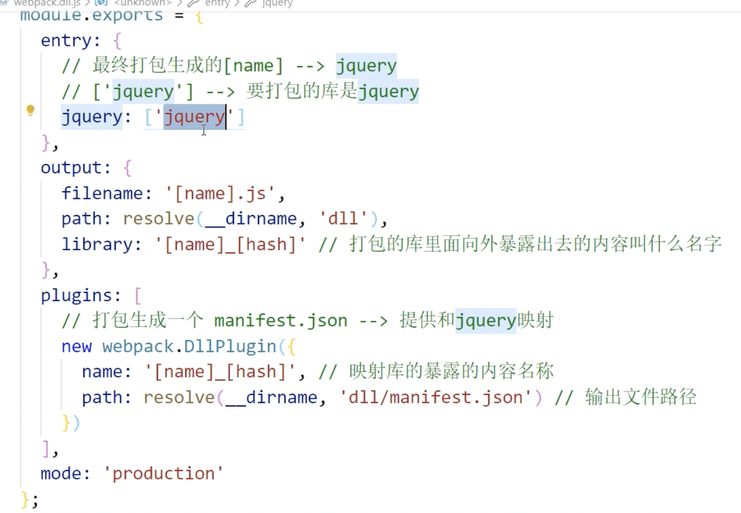 webpack.dll.js > <unknown> > entry > jquery
module.exports = {
entry: {
// 最终打包生成的[name] --> jquery
// ['jquery'] --> 要打包的库是jquery
jquery: ['jquery']
},
output: {
filename: '[name].js',
path: resolve(__dirname, 'dll'),
library: '[name]_[hash]' // 打包的库里面向外暴露出去的内容叫什么名字
},
plugins: [
// 打包生成一个 manifest.json --> 提供和jquery映射
new webpack.DllPlugin({
name: '[name]_[hash]', // 映射库的暴露的内容名称
path: resolve(__dirname, 'dll/manifest.json') // 输出文件路径
})
],
mode: 'production'
};